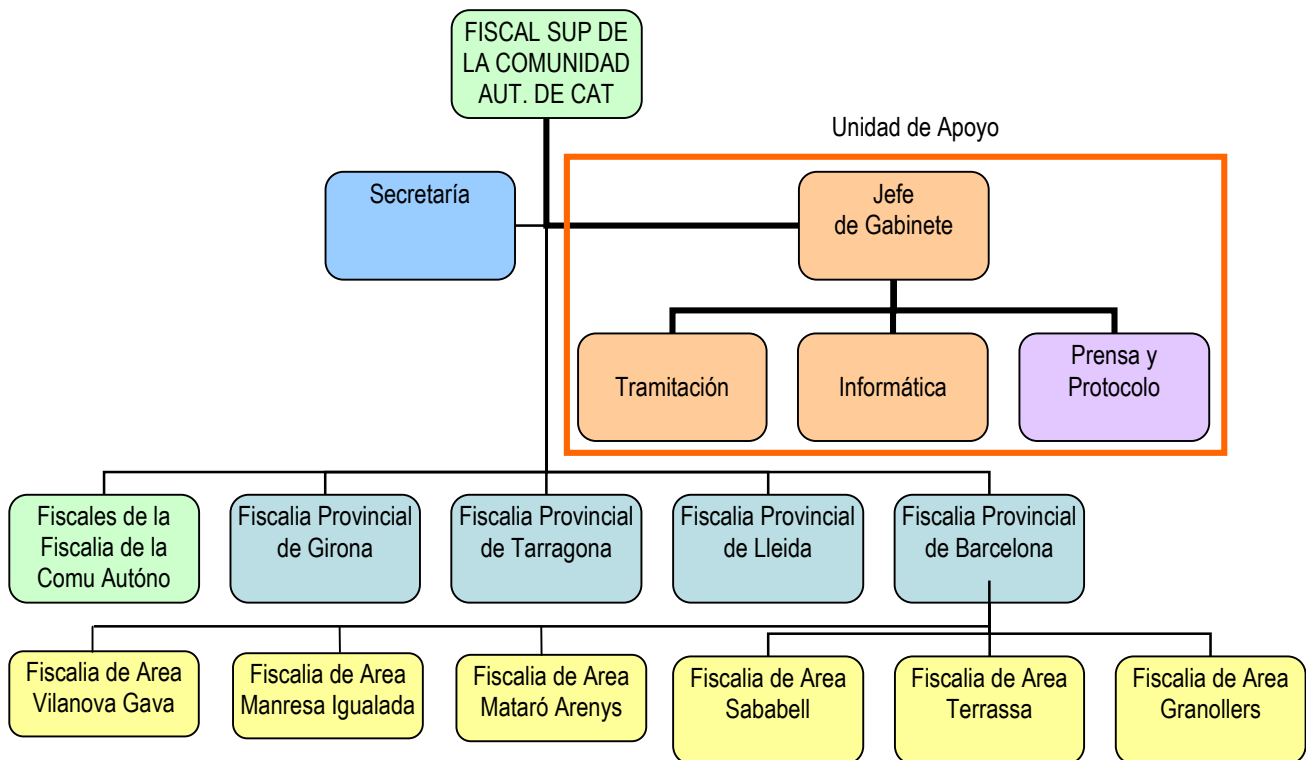 FISCAL SUP DE
LA COMUNIDAD
AUT. DE CAT
Unidad de Apoyo
Secretaría
Jefe
de Gabinete
Tramitación
Informática
Prensa y
Protocolo
Fiscales de la
Fiscalia de la
Comu Autóno
Fiscalia Provincial
de Girona
Fiscalia Provincial
de Tarragona
Fiscalia Provincial
de Lleida
Fiscalia Provincial
de Barcelona
Fiscalia de Area
Vilanova Gava
Fiscalia de Area
Manresa Igualada
Fiscalia de Area
Mataró Arenys
Fiscalia de Area
Sababell
Fiscalia de Area
Terrassa
Fiscalia de Area
Granollers